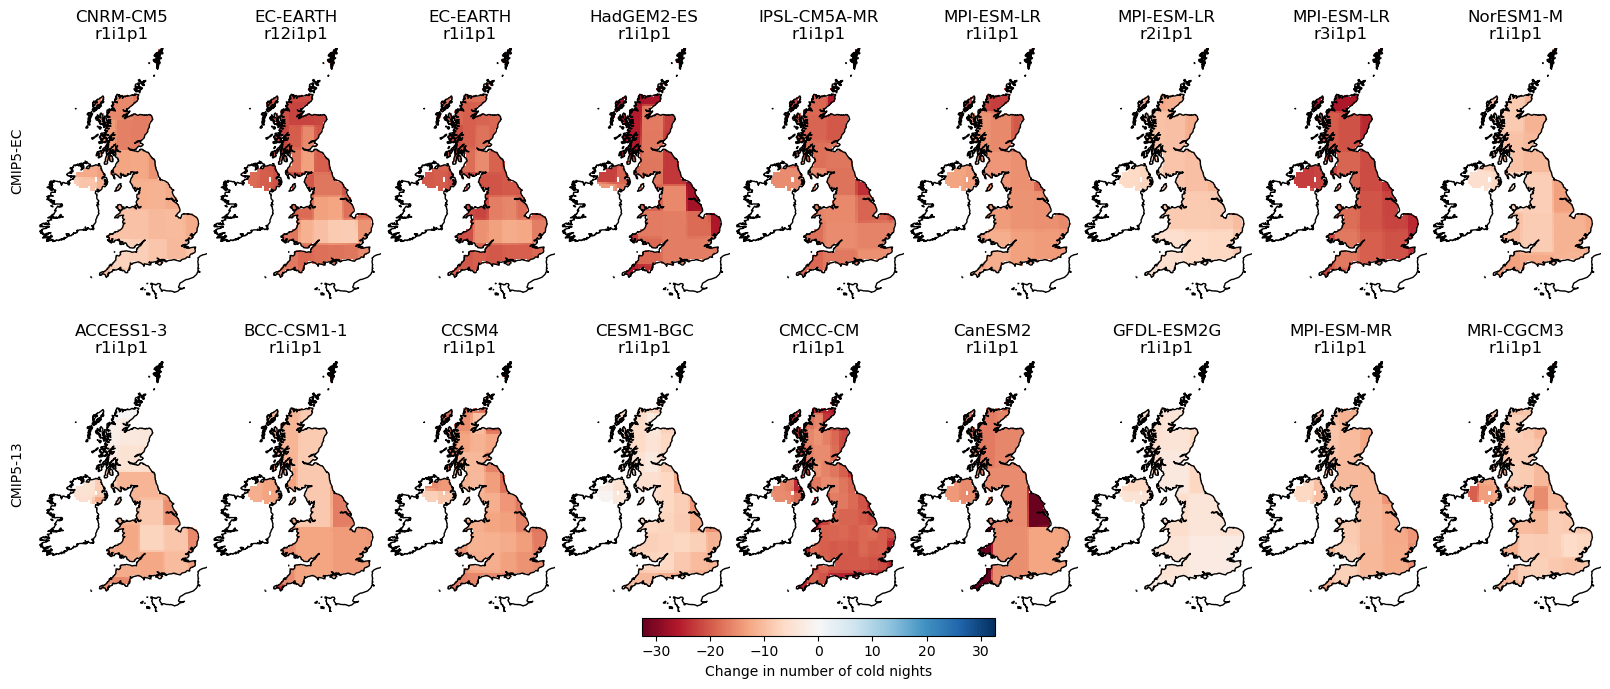 CNRM-CM5
r1i1p1
EC-EARTH
r12i1p1
EC-EARTH
r1i1p1
HadGEM2-ES
r1i1p1
IPSL-CM5A-MR
r1i1p1
MPI-ESM-LR
r1i1p1
MPI-ESM-LR
r2i1p1
MPI-ESM-LR
r3i1p1
NorESM1-M
r1i1p1
CMIP5-EC
ACCESS1-3
r1i1p1
BCC-CSM1-1
r1i1p1
CCSM4
r1i1p1
CESM1-BGC
r1i1p1
CMCC-CM
r1i1p1
CanESM2
r1i1p1
GFDL-ESM2G
r1i1p1
MPI-ESM-MR
r1i1p1
MRI-CGCM3
r1i1p1
CMIP5-13
−30 −20 −10 0 10 20 30
Change in number of cold nights